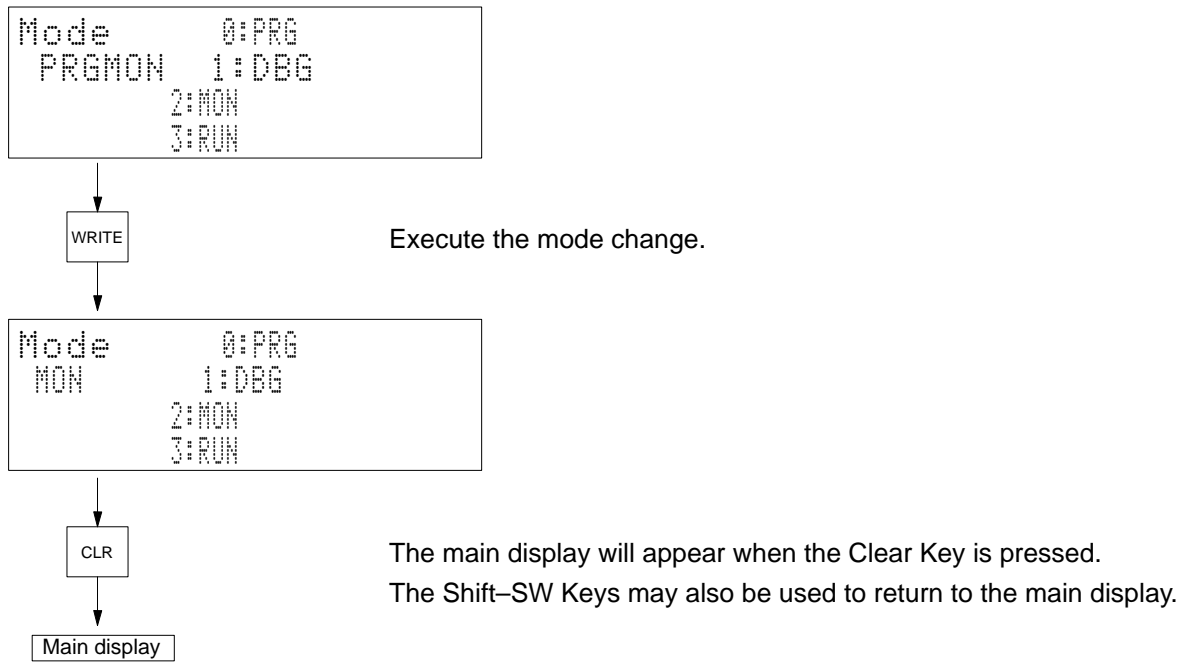 Mode 0:PRG
PRGMON 1:DBG
2:MON
3:RUN
WRITE
Execute the mode change.
Mode 0:PRG
MON 1:DBG
2:MON
3:RUN
CLR
The main display will appear when the Clear Key is pressed.
The Shift–SW Keys may also be used to return to the main display.
Main display